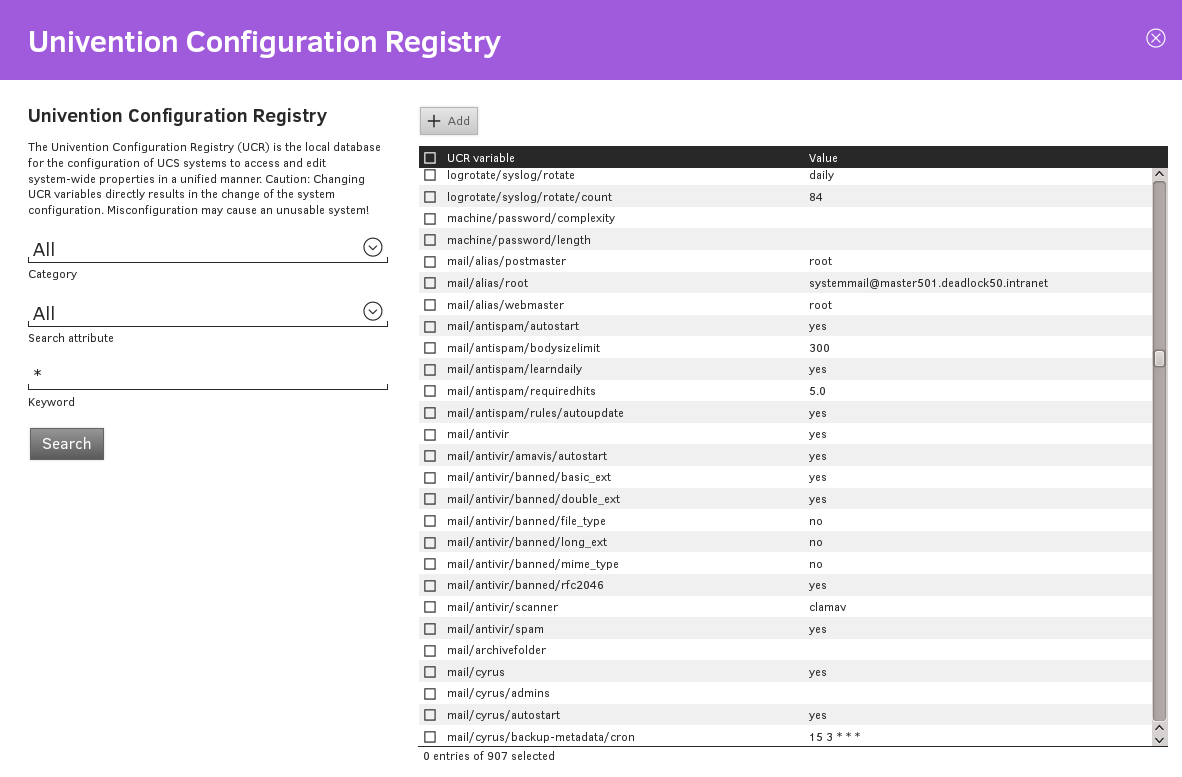 Univention Configuration Registry
Univention Configuration Registry
The Univention Configuration Registry (UCR) is the local database
for the configuration of UCS systems to access and edit
system-wide properties in a unified manner. Caution: Changing
UCR variables directly results in the change of the system
configuration. Misconfiguration may cause an unusable system!
All
Category
All
Search attribute
*
Keyword
Search
Add
UCR variable Value
logrotate/syslog/rotate daily
logrotate/syslog/rotate/count 84
machine/password/complexity
machine/password/length
mail/alias/postmaster root
mail/alias/root systemmail@master501.deadlock50.intranet
mail/alias/webmaster root
mail/antispam/autostart yes
mail/antispam/bodysizelimit 300
mail/antispam/learndaily yes
mail/antispam/requiredhits 5.0
mail/antispam/rules/autoupdate yes
mail/antivir yes
mail/antivir/amavis/autostart yes
mail/antivir/banned/basic_ext yes
mail/antivir/banned/double_ext yes
mail/antivir/banned/file_type no
mail/antivir/banned/long_ext no
mail/antivir/banned/mime_type no
mail/antivir/banned/rfc2046 yes
mail/antivir/scanner clamav
mail/antivir/spam yes
mail/archivefolder
mail/cyrus yes
mail/cyrus/admins
mail/cyrus/autostart yes
mail/cyrus/backup-metadata/cron 15 3 * * *
0 entries of 907 selected